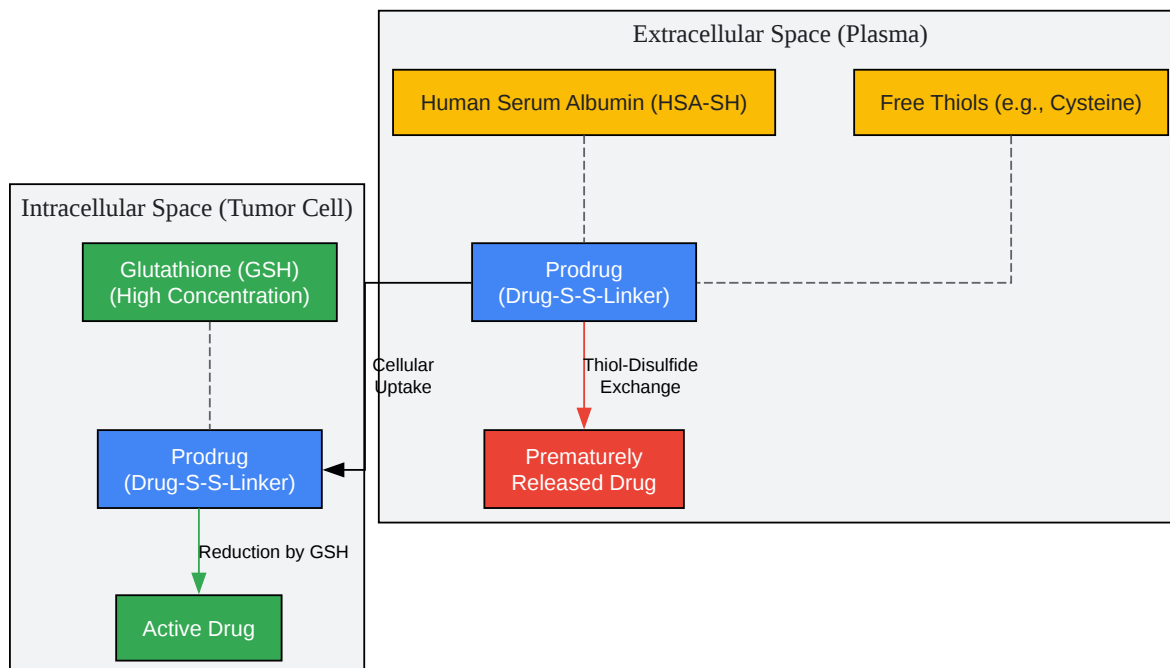 Extracellular Space (Plasma)
Human Serum Albumin (HSA-SH)
Free Thiols (e.g., Cysteine)
Intracellular Space (Tumor Cell)
Glutathione (GSH)
(High Concentration)
Prodrug
(Drug-S-S-Linker)
Cellular
Uptake
Thiol-Disulfide
Exchange
Prodrug
(Drug-S-S-Linker)
Prematurely
Released Drug
Reduction by GSH
Active Drug